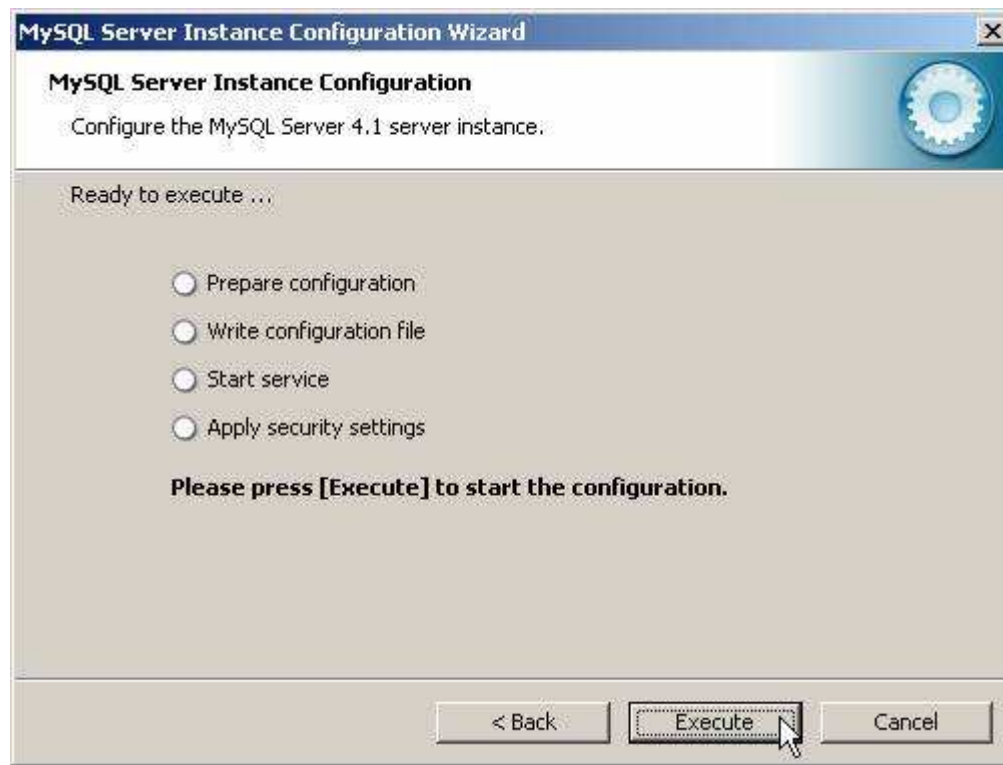 MySQL Server Instance Configuration Wizard
MySQL Server Instance Configuration
Configure the MySQL Server 4.1 server instance.
Ready to execute ...
Prepare configuration
Write configuration file
Start service
Apply security settings
Please press [Execute] to start the configuration.
< Back Execute Cancel